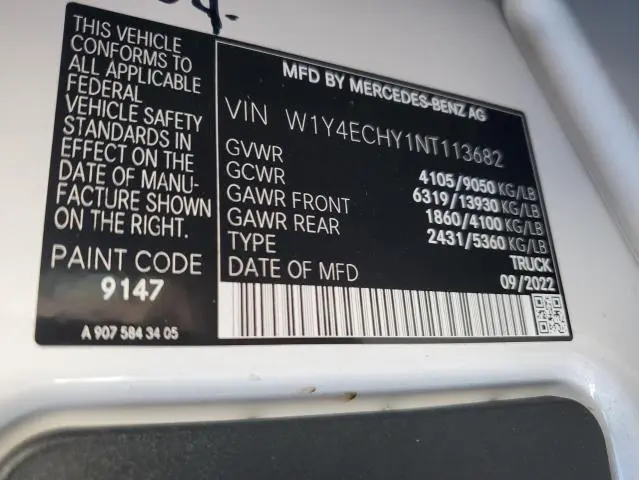 THIS VEHICLE
CONFORMS TO
ALL APPLICABLE
FEDERAL
VEHICLE SAFETY
STANDARDS IN
EFFECT ON THE
DATE OF MANU-
FACTURE SHOWN
ON THE RIGHT.
PAINT CODE
9147
A 907 584 34 05
MFD BY MERCEDES-BENZ AG
VIN W1Y4ECHY1NT113682
GVWR 4105/9050 KG/LB
GCWR 6319/13930 KG/LB
GAWR FRONT 1860/4100 KG/LB
GAWR REAR 2431/5360 KG/LB
TYPE TRUCK
DATE OF MFD 09/2022